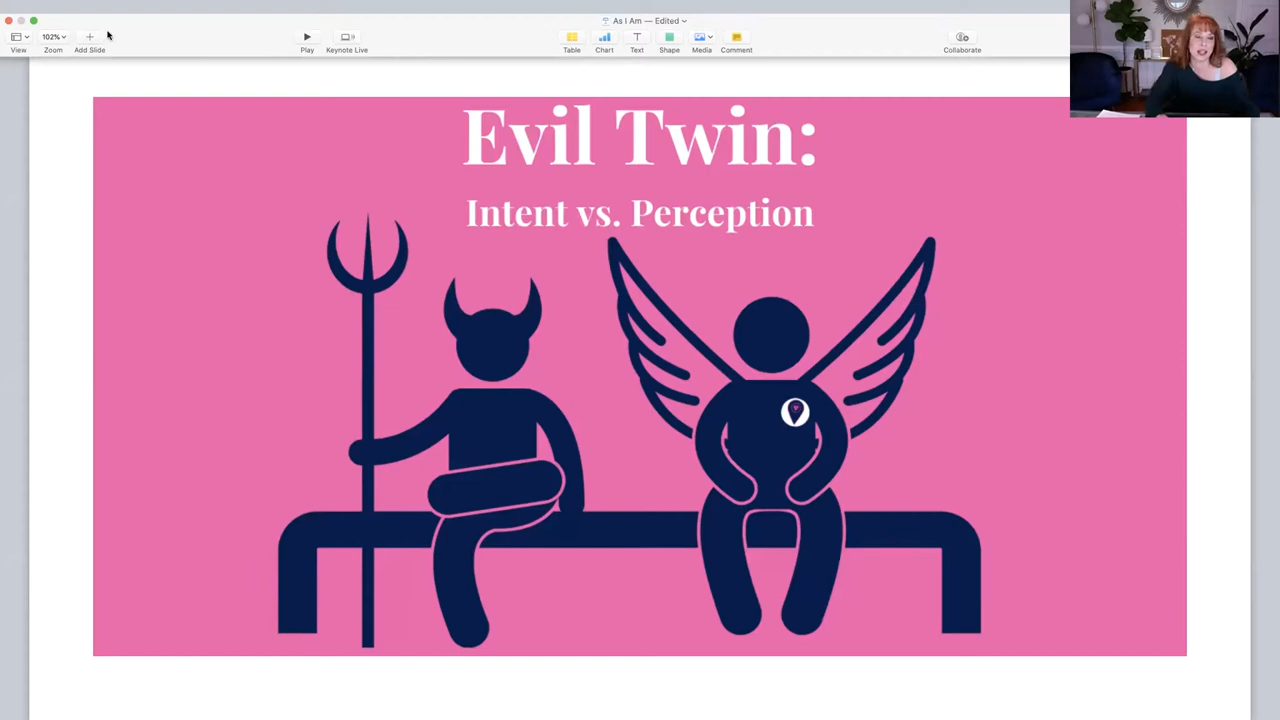 As I Am — Edited
102%
View
Zoom
Add Slide
Play
Keynote Live
Table
Chart
Text
Shape
Media
Comment
Collaborate
Evil Twin:
Intent vs. Perception